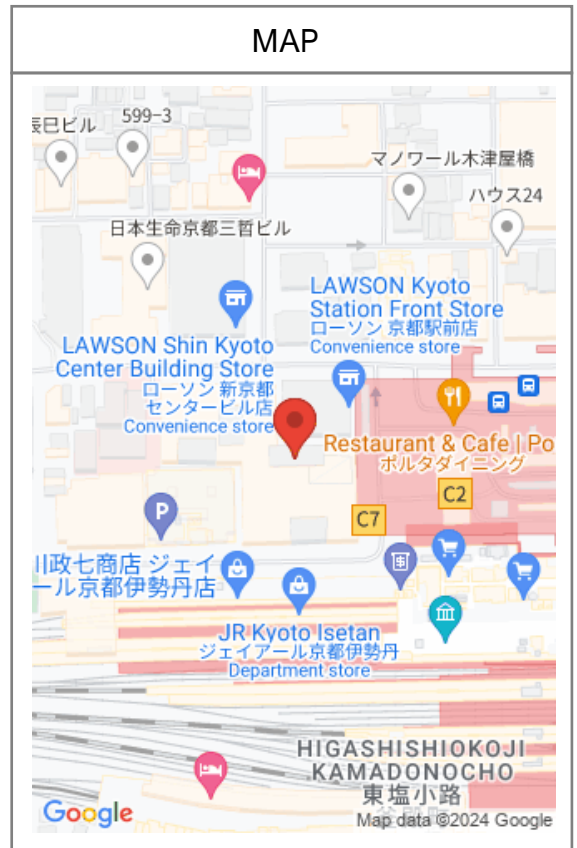 MAP
599-3
辰巳ビル
マノワール木津屋橋
ハウス24
日本生命京都三哲ビル
LAWSON Kyoto
Station Front Store
ローソン 京都駅前店
Convenience store
LAWSON Shin Kyoto
Center Building Store
ローソン 新京都
センタービル店
Convenience store
Restaurant & Cafe | Po
ポルタダイニング
C2
C7
P
川政七商店 ジェイ
ール京都伊勢丹店
JR Kyoto Isetan
ジェイアール京都伊勢丹
Department store
HIGASHISHIOKOJI
KAMADONOCHO
東塩小路
Google
Map data ©2024 Google